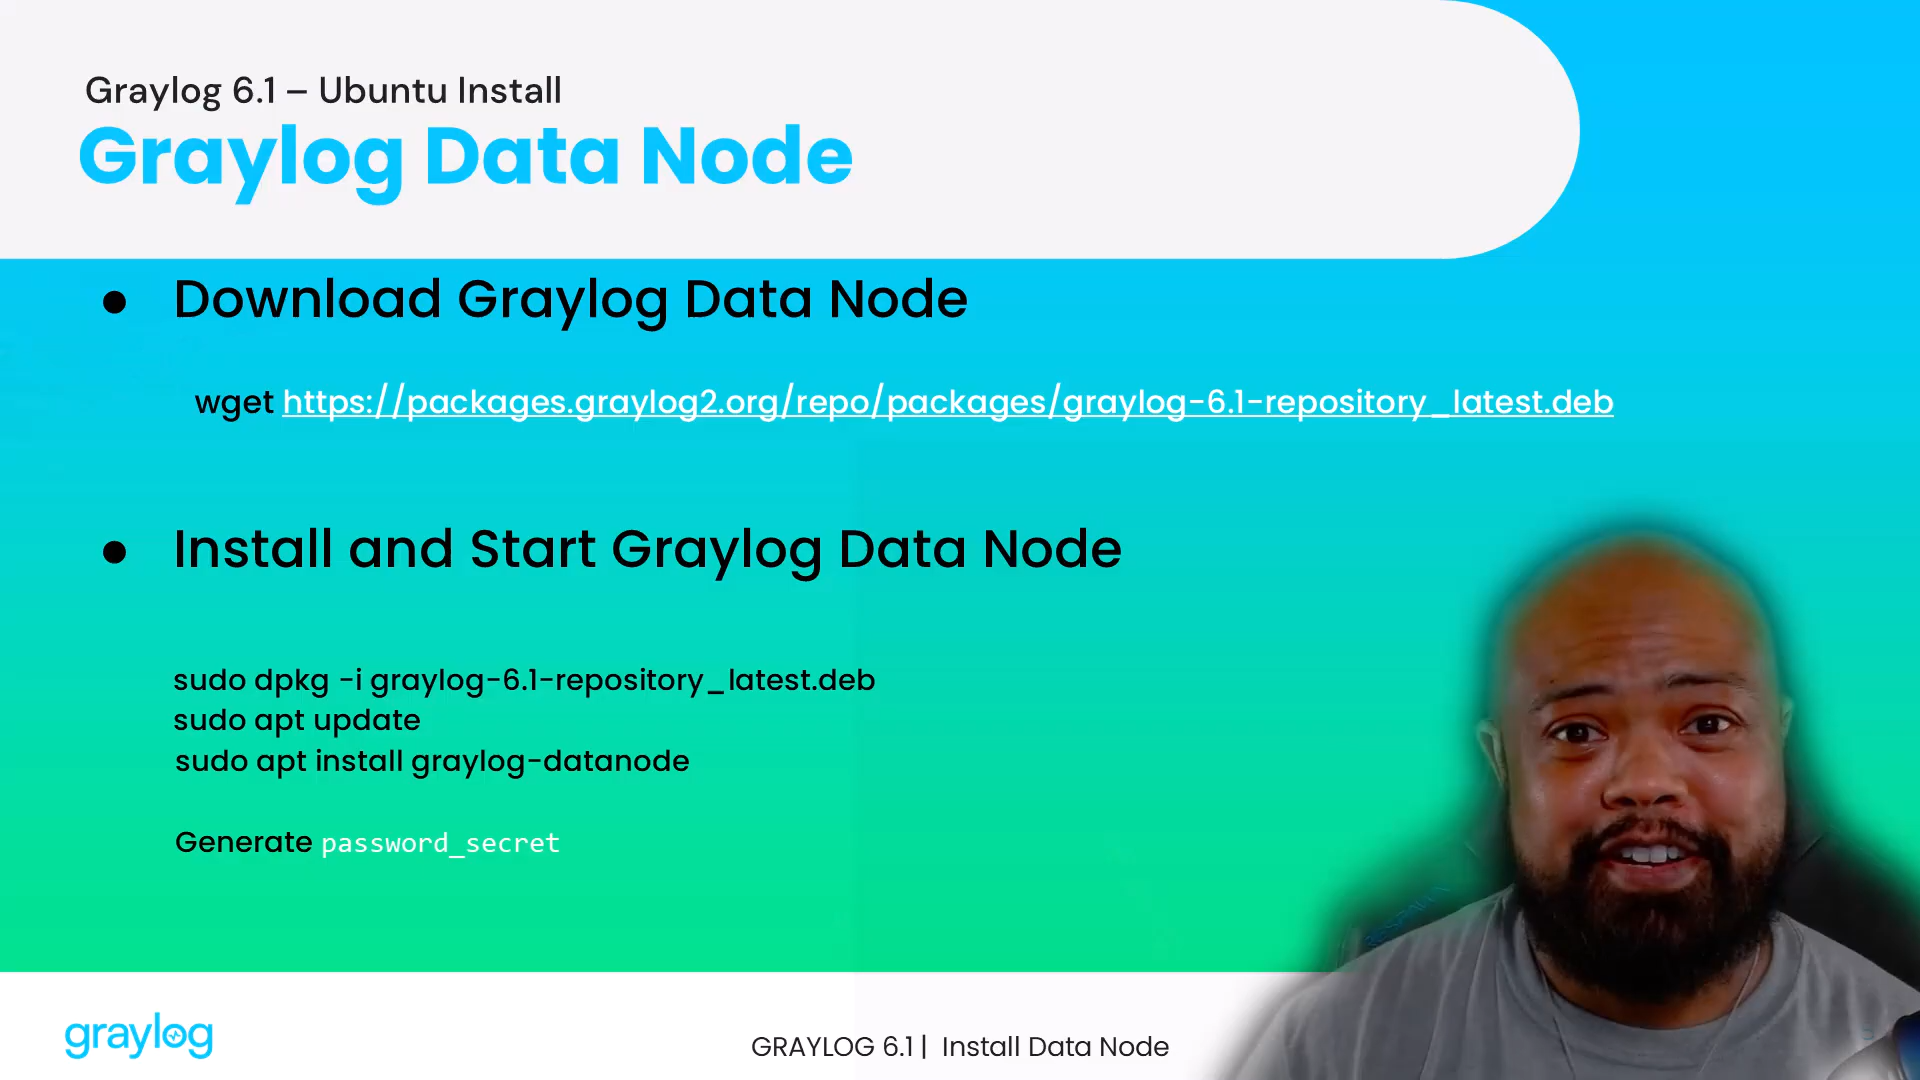 Graylog 6.1 – Ubuntu Install
Graylog Data Node
● Download Graylog Data Node
wget https://packages.graylog2.org/repo/packages/graylog-6.1-repository_latest.deb
● Install and Start Graylog Data Node
sudo dpkg -i graylog-6.1-repository_latest.deb
sudo apt update
sudo apt install graylog-datanode
Generate password_secret
graylog
GRAYLOG 6.1 | Install Data Node